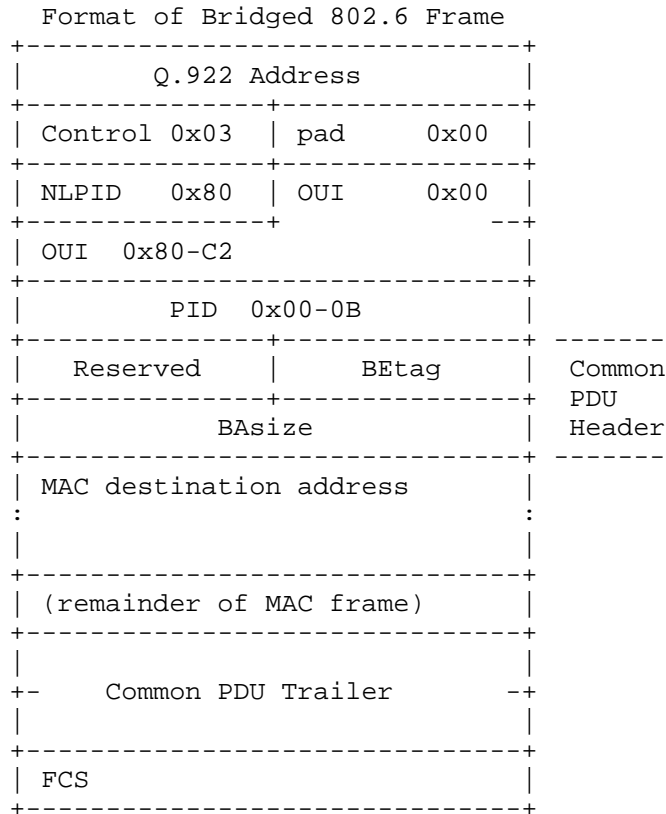 Format of Bridged 802.6 Frame
+-------------------------------+
|        Q.922 Address          |
+---------------+---------------+
| Control 0x03  | pad     0x00  |
+---------------+---------------+
| NLPID   0x80  | OUI     0x00  |
+---------------+             --+
| OUI  0x80-C2                  |
+-------------------------------+
|         PID  0x00-0B          |
+---------------+---------------+ -------
|   Reserved    |     BEtag     |  Common
+---------------+---------------+  PDU
|            BAsize             |  Header
+-------------------------------+ -------
| MAC destination address       |
:                               :
|                               |
+-------------------------------+
| (remainder of MAC frame)      |
+-------------------------------+
|                               |
+-    Common PDU Trailer       -+
|                               |
+-------------------------------+
| FCS                           |
+-------------------------------+